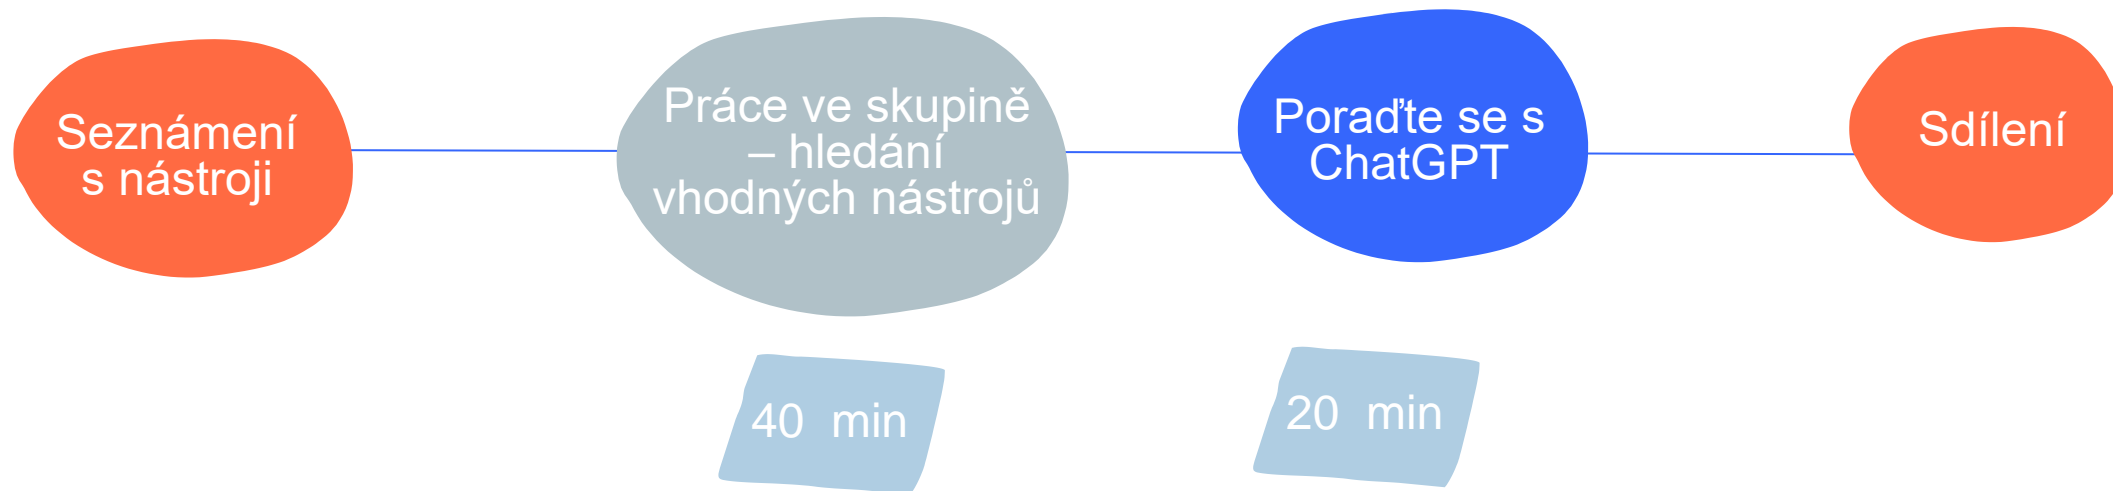 Seznámení
s nástroji
Práce ve skupině
– hledání
vhodných nástrojů
Poraďte se s
ChatGPT
Sdílení
40 min
20 min